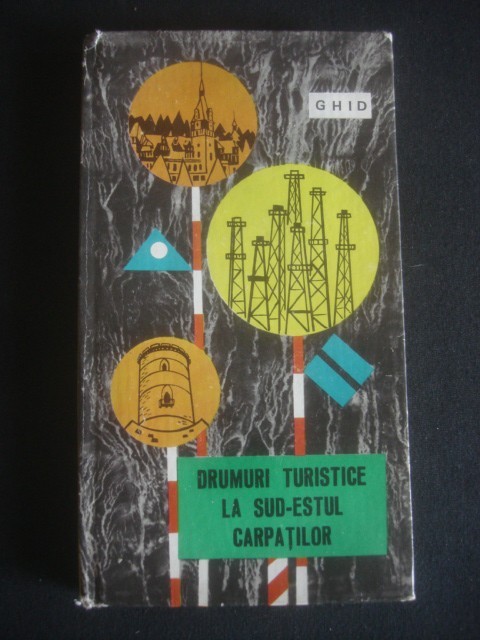 GHID
DRUMURI TURISTICE
LA SUD-ESTUL
CARPAȚILOR